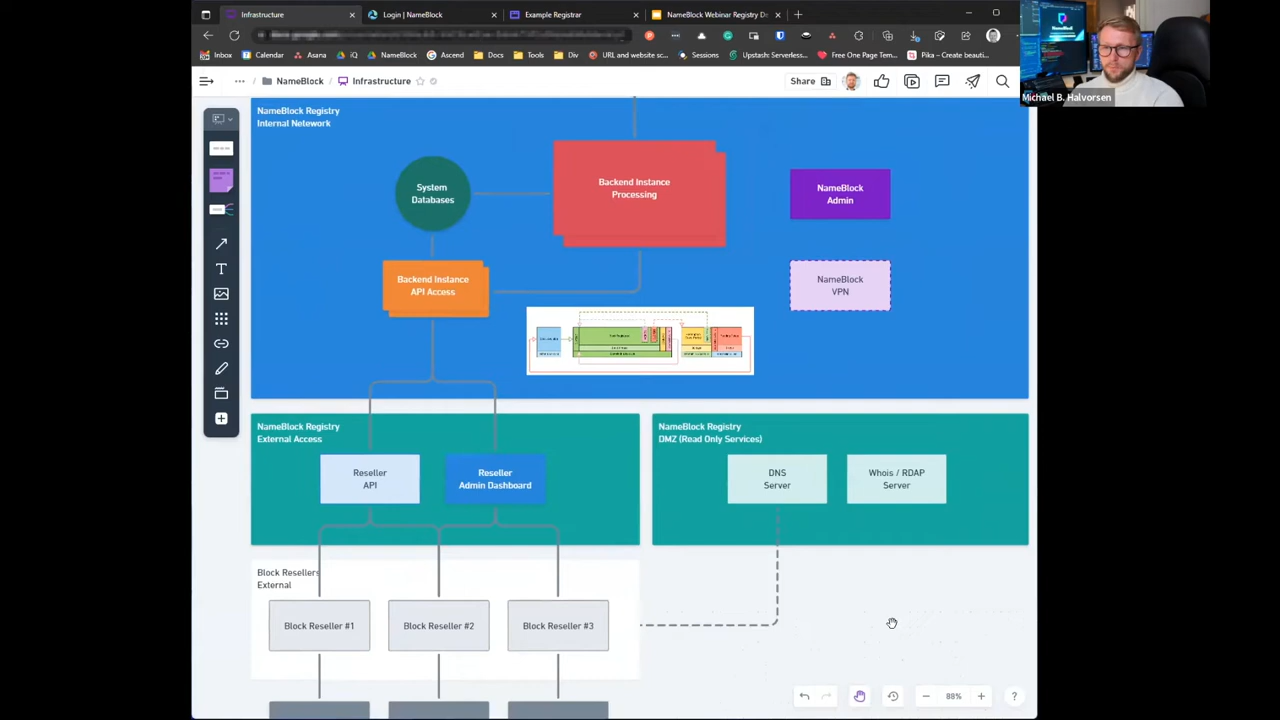 Infrastructure
Login | NameBlock
Example Registrar
NameBlock Webinar Registry De
Inbox
Calendar
Asana
NameBlock
Ascend
Docs
Tools
Div
URL and website sc...
Sessions
Upstash: Serverless...
Free One Page Tem...
Pika – Create beauti...
NameBlock / Infrastructure
Share
Michael B. Halvorsen
NameBlock Registry
Internal Netework
System
Databases
Backend Instance
Processing
NameBlock
Admin
Backend Instance
API Access
NameBlock
VPN
NameBlock Registry
External Access
Reseller
API
Reseller
Admin Dashboard
NameBlock Registry
DMZ (Read Only Services)
DNS
Server
Whois / RDAP
Server
Block Resellers
External
Block Reseller #1
Block Reseller #2
Block Reseller #3
88%